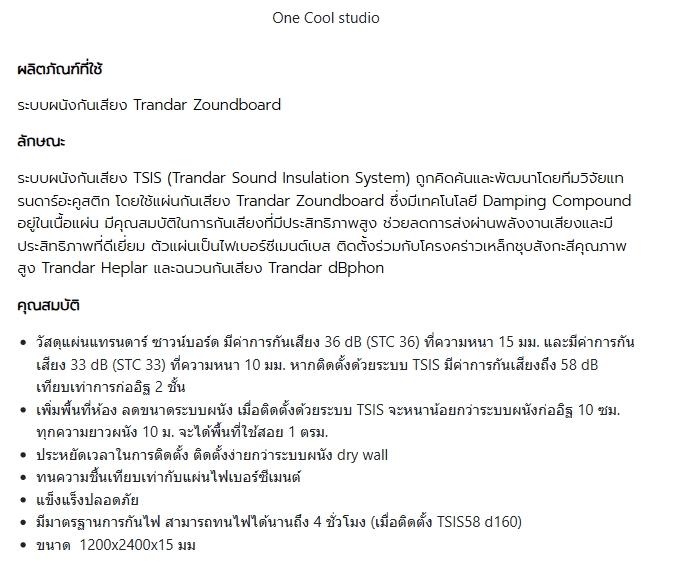 One Cool studio
ผลิตภัณฑ์ที่ใช้
ระบบผนังกันเสียง Trandar Zoundboard
ลักษณะ
ระบบผนังกันเสียง TSIS (Trandar Sound Insulation System) ถูกคิดค้นและพัฒนาโดยทีมวิจัยแท
รนดาร์อะคูสติก โดยใช้แผ่นกันเสียง Trandar Zoundboard ซึ่งมีเทคโนโลยี Damping Compound
อยู่ในเนื้อแผ่น มีคุณสมบัติในการกันเสียงที่มีประสิทธิภาพสูง ช่วยลดการส่งผ่านพลังงานเสียงและมี
ประสิทธิภาพที่ดีเยี่ยม ตัวแผ่นเป็นไฟเบอร์ซีเมนต์เบส ติดตั้งร่วมกับโครงคร่าวเหล็กชุบสังกะสีคุณภาพ
สูง Trandar Heplar และฉนวนกันเสียง Trandar dBphon
คุณสมบัติ
• วัสดุแผ่นแทรนดาร์ ซาวน์บอร์ด มีค่าการกันเสียง 36 dB (STC 36) ที่ความหนา 15 มม. และมีค่าการกัน
เสียง 33 dB (STC 33) ที่ความหนา 10 มม. หากติดตั้งด้วยระบบ TSIS มีค่าการกันเสียงถึง 58 dB
เทียบเท่าการก่ออิฐ 2 ชั้น
• เพิ่มพื้นที่ห้อง ลดขนาดระบบผนัง เมื่อติดตั้งด้วยระบบ TSIS จะหนาน้อยกว่าระบบผนังก่ออิฐ 10 ซม.
ทุกความยาวผนัง 10 ม. จะได้พื้นที่ใช้สอย 1 ตรม.
• ประหยัดเวลาในการติดตั้ง ติดตั้งง่ายกว่าระบบผนัง dry wall
• ทนความชื้นเทียบเท่ากับแผ่นไฟเบอร์ซีเมนต์
• แข็งแร็งปลอดภัย
• มีมาตรฐานการกันไฟ สามารถทนไฟได้นานถึง 4 ชั่วโมง (เมื่อติดตั้ง TSIS58 d160)
• ขนาด 1200x2400x15 มม